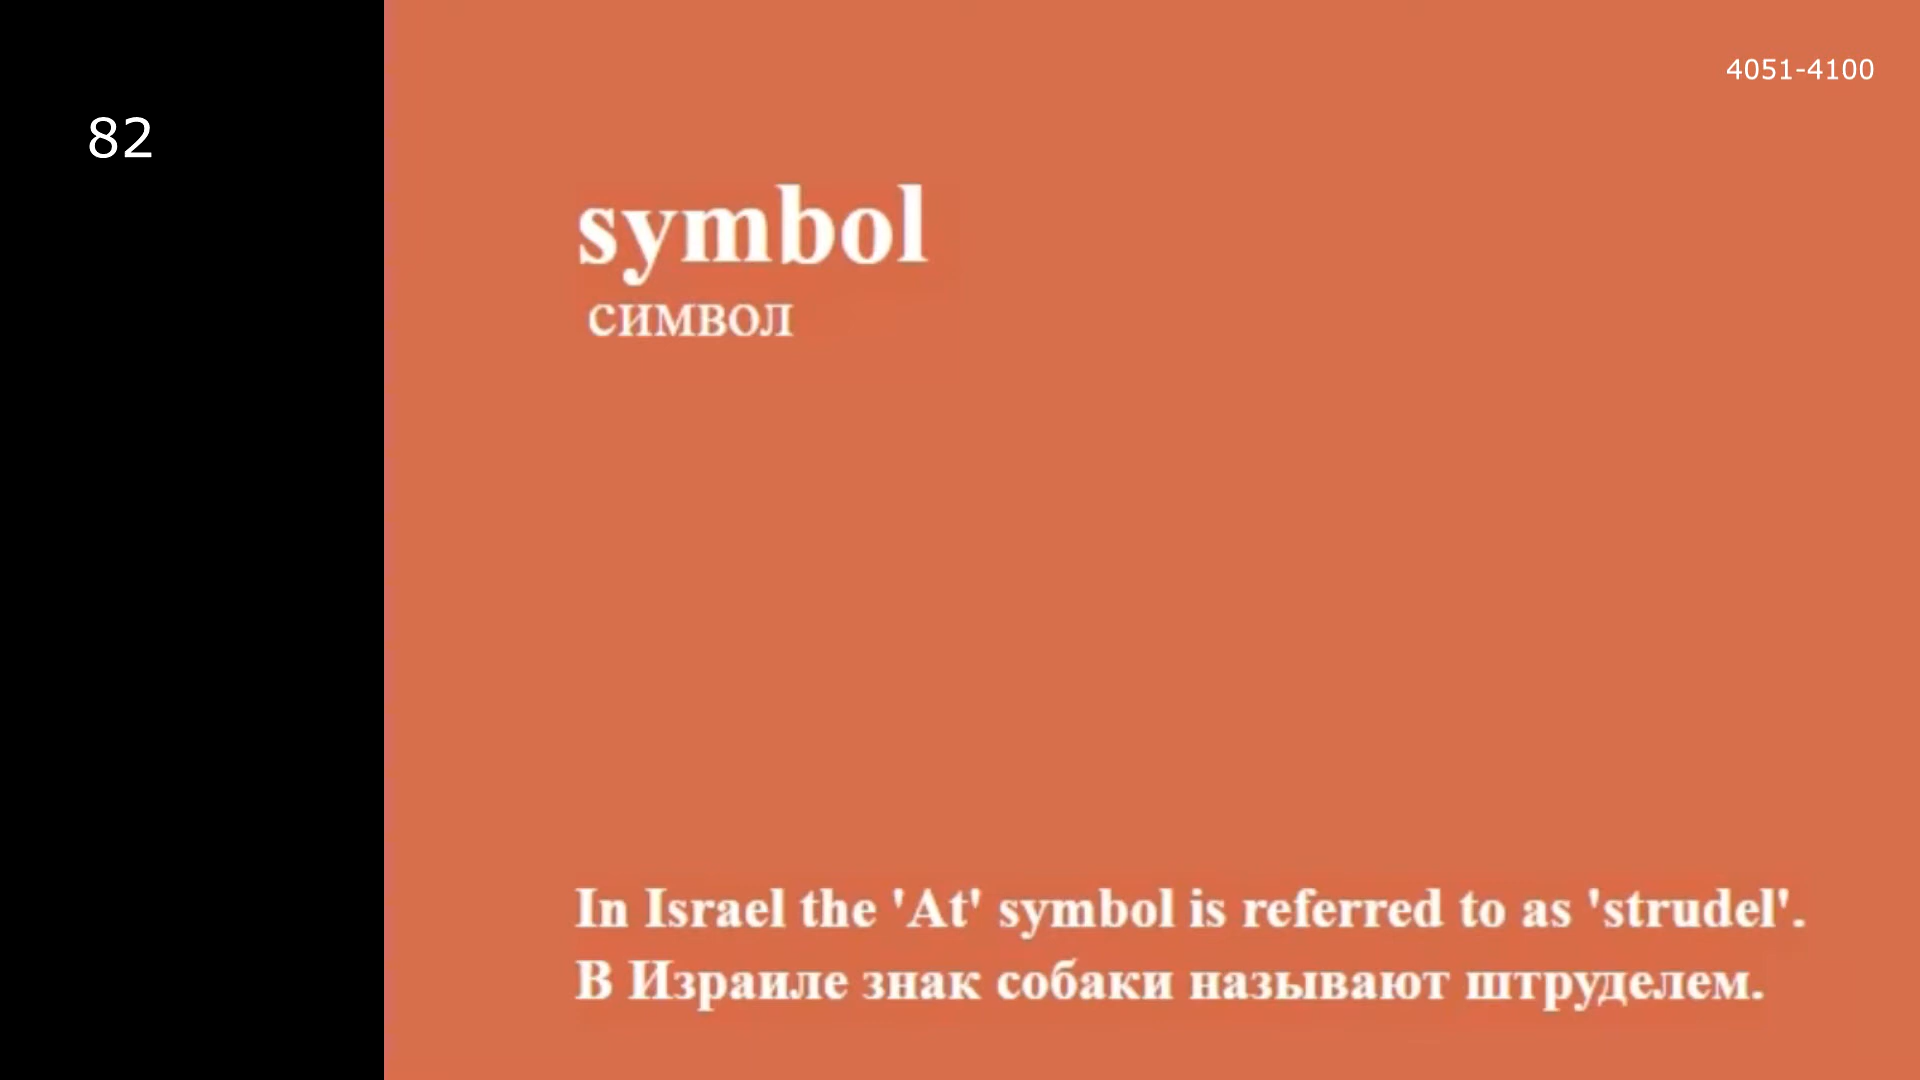 82
4051-4100
symbol
символ
In Israel the 'At' symbol is referred to as 'strudel'.
В Израиле знак собаки называют штруделем.